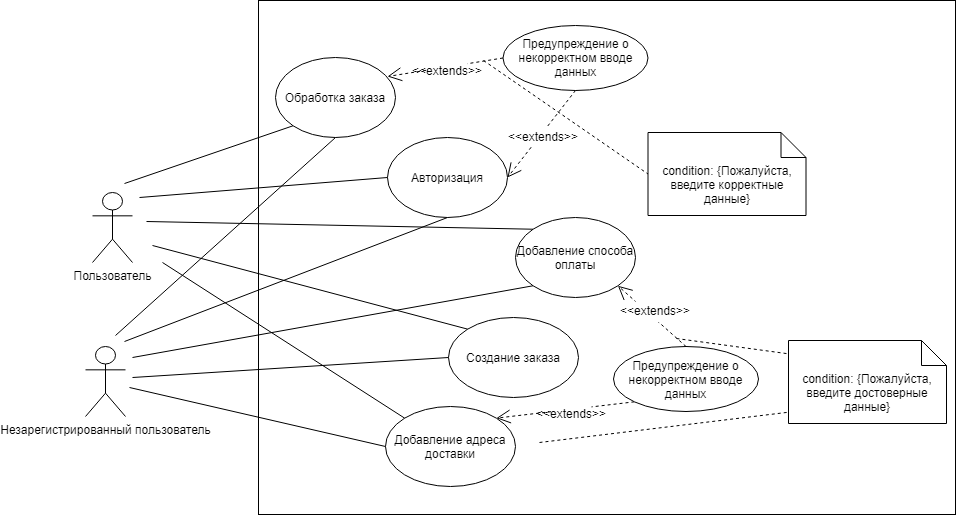 Предупреждение о
некорректном вводе
данных
<<extends>>
Обработка заказа
<<extends>>
condition: {Пожалуйста,
введите корректные
данные}
Авторизация
Пользователь
Добавление способа
оплаты
<<extends>>
Создание заказа
Предупреждение о
некорректном вводе
данных
condition: {Пожалуйста,
введите достоверные
данные}
<<extends>>
Незарегистрированный пользователь
Добавление адреса
доставки